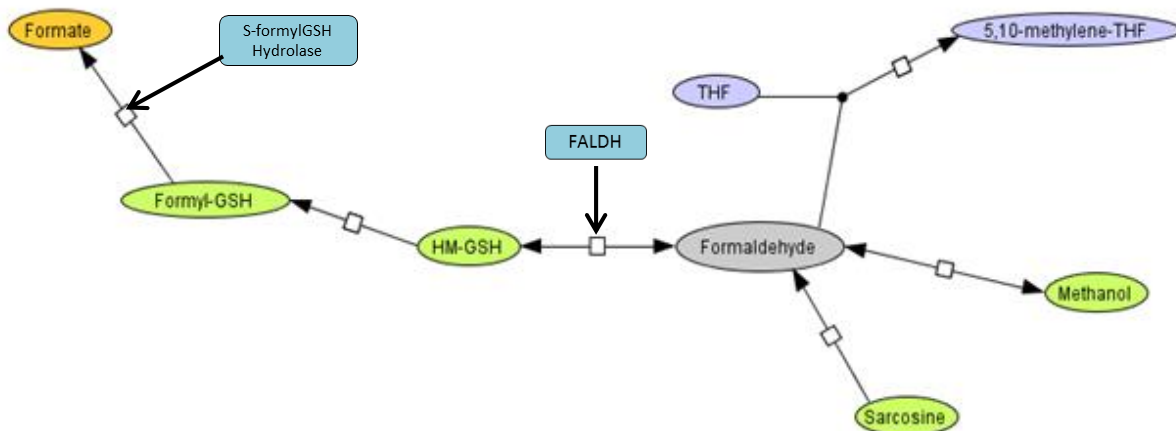 Formate
S-formylGSH
Hydrolase
5,10-methylene-THF
THF
FALDH
Formyl-GSH
HM-GSH
Formaldehyde
Methanol
Sarcosine